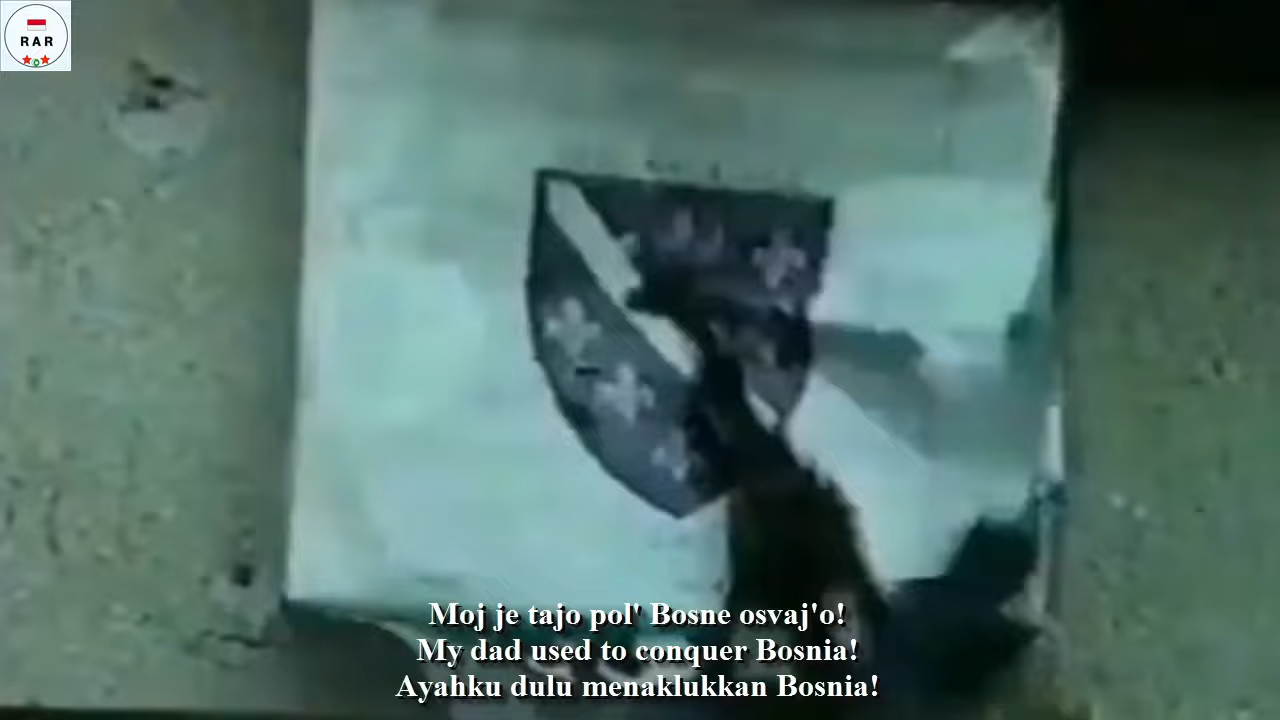 RAR
Moj je tajo pol' Bosne osvaj'o!
My dad used to conquer Bosnia!
Ayahku dulu menaklukkan Bosnia!